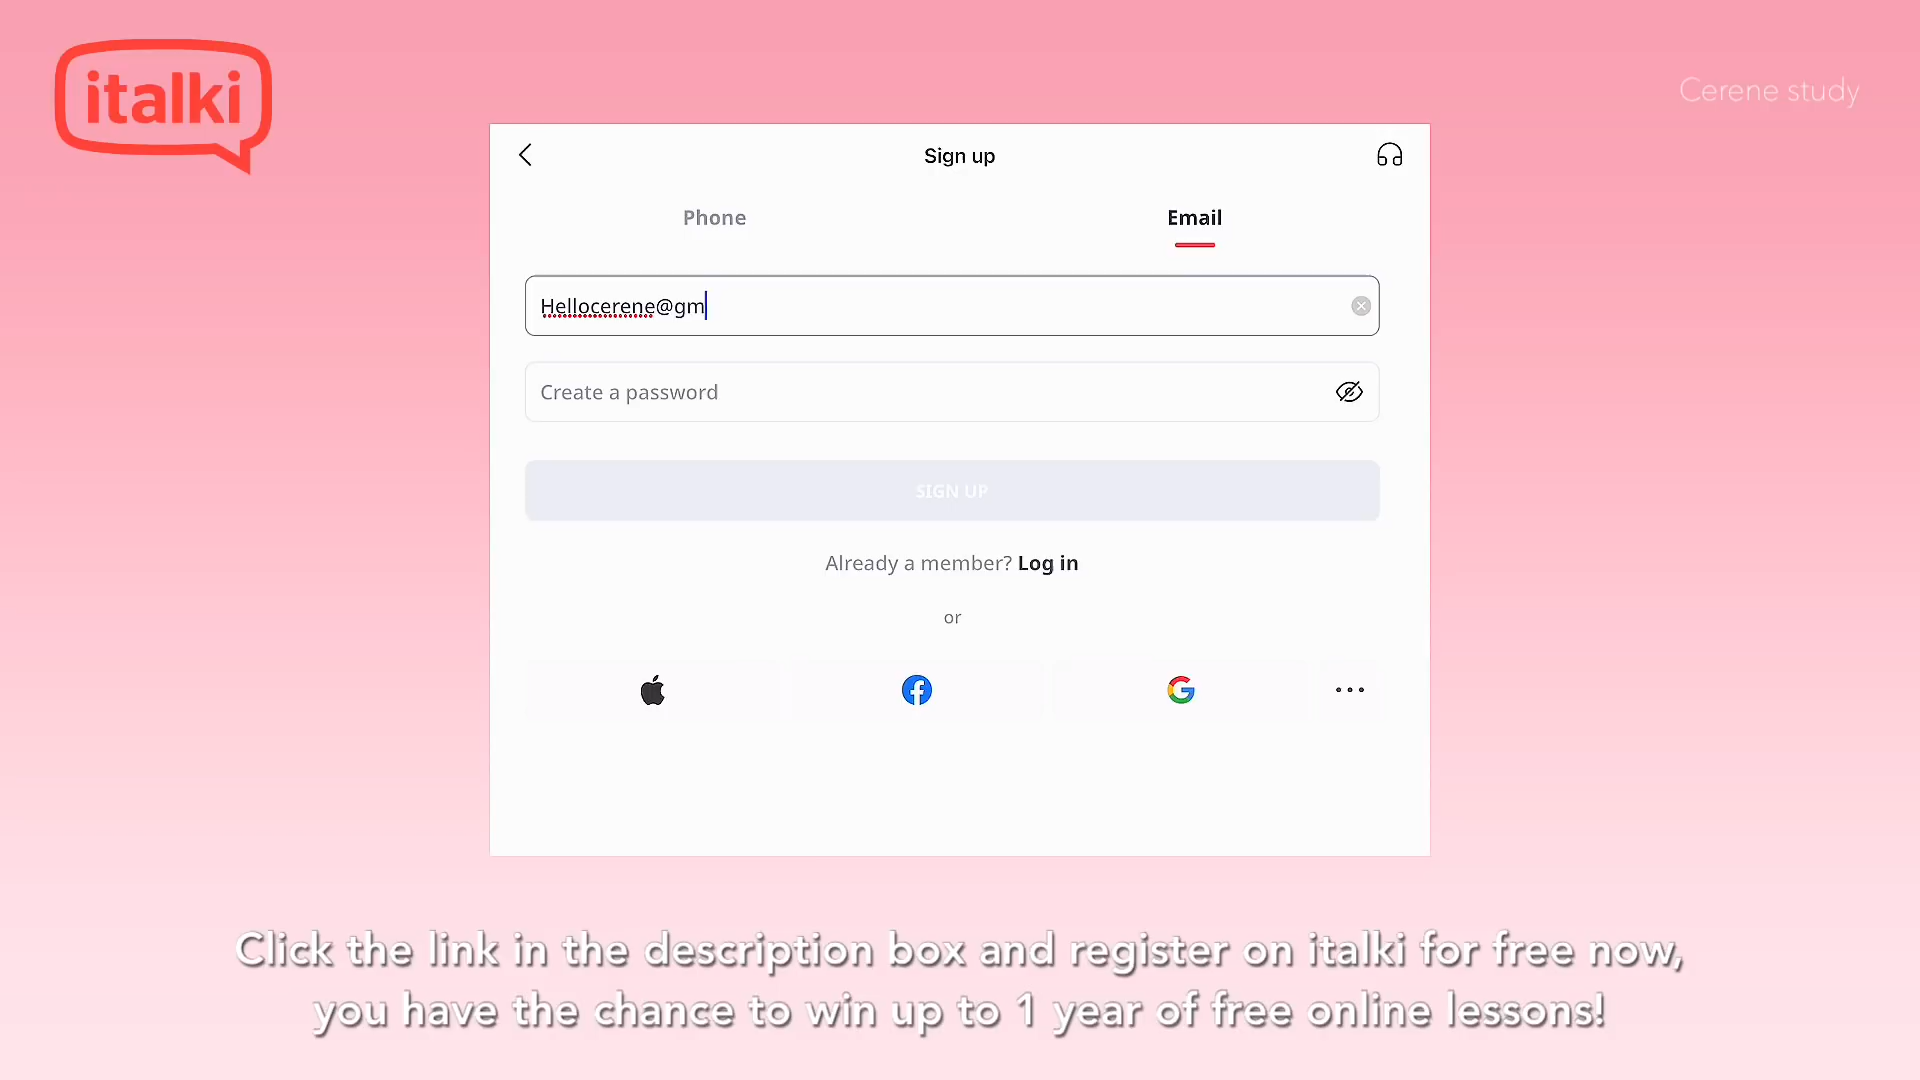 italki
Cerene study
Sign up
Phone
Email
Hellocerene@gm
Create a password
SIGN UP
Already a member? Log in
or
Click the link in the description box and register on italki for free now,
you have the chance to win up to 1 year of free online lessons!